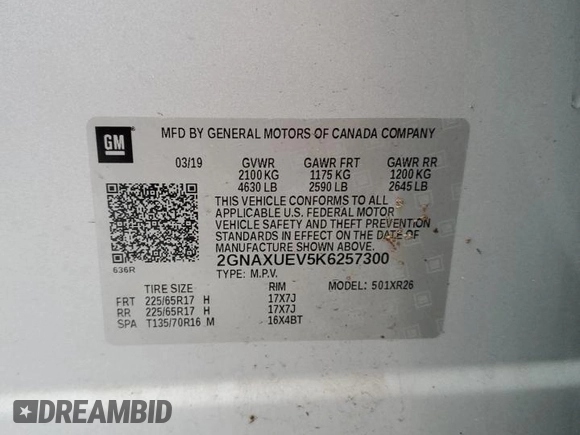 GM
MFD BY GENERAL MOTORS OF CANADA COMPANY
03/19 GVWR GAWR FRT GAWR RR
2100 KG 1175 KG 1200 KG
4630 LB 2590 LB 2645 LB
THIS VEHICLE CONFORMS TO ALL
APPLICABLE U.S. FEDERAL MOTOR
VEHICLE SAFETY AND THEFT PREVENTION
STANDARDS IN EFFECT ON THE DATE OF
MANUFACTURE SHOWN ABOVE.
636R 2GNAXUEV5K6257300
TYPE: M.P.V.
TIRE SIZE RIM MODEL: 501XR26
FRT 225/65R17 H 17X7J
RR 225/65R17 H 17X7J
SPA T135/70R16 M 16X4BT
DREAMBID